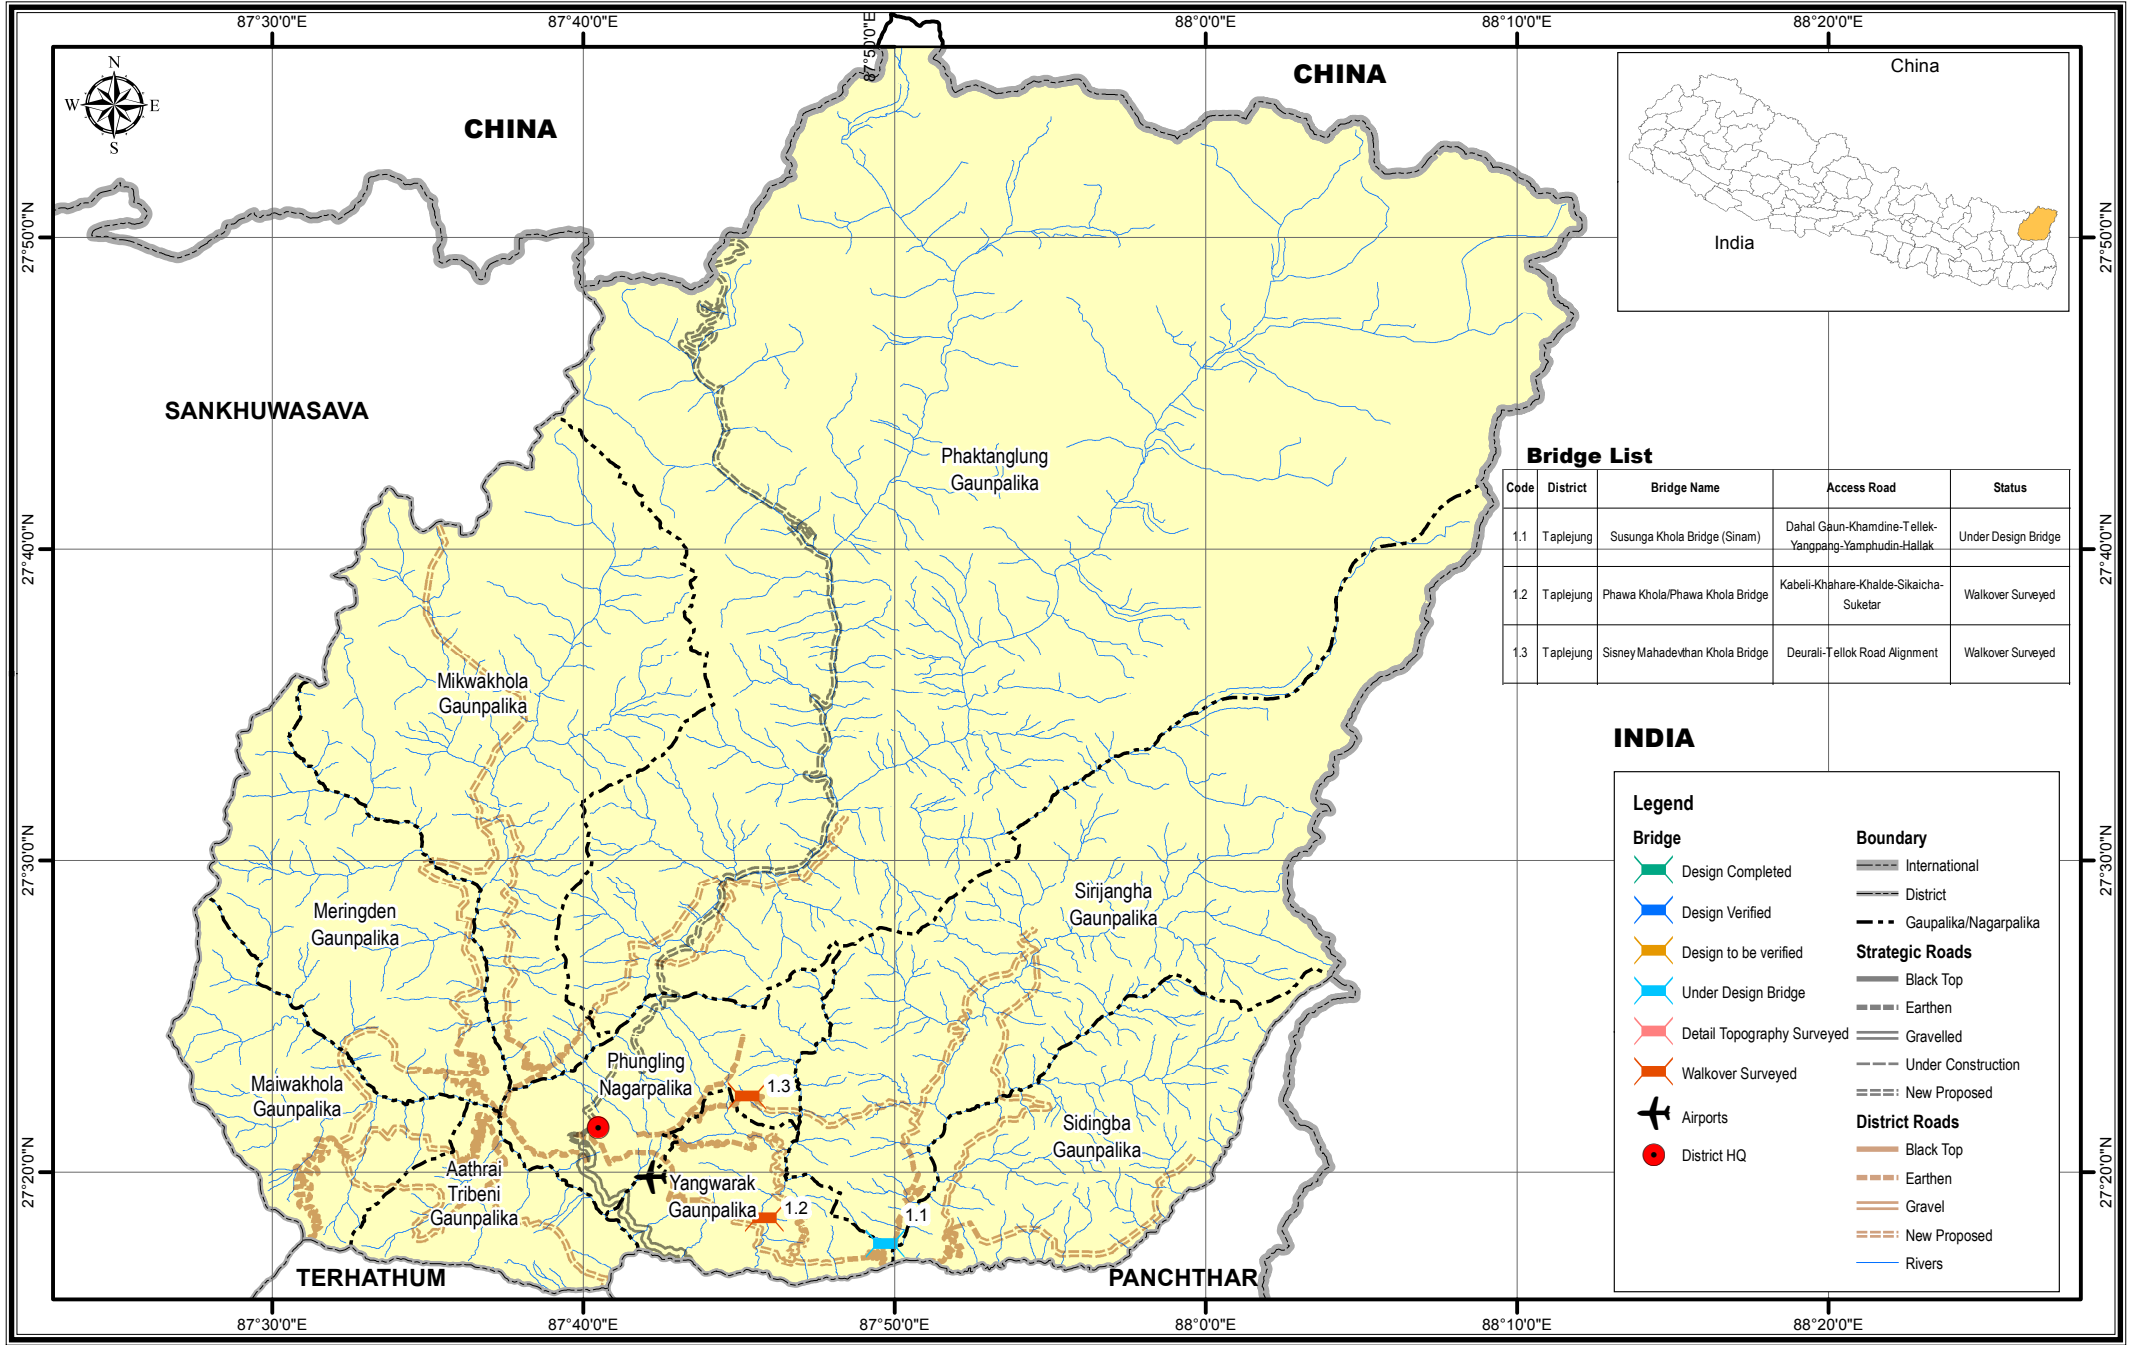 87°30'0"E
87°40'0"E
87°50'0"E
88°0'0"E
88°10'0"E
88°20'0"E
N
W
E
S
CHINA
CHINA
China
India
27°50'0"N
27°50'0"N
SANKHUWASAVA
Phaktanglung
Gaunpalika
Bridge List
Code District Bridge Name Access Road Status
1.1 Taplejung Susunga Khola Bridge (Sinam) Dahal Gaun-Khamdine-Tellek-
Yangpang-Yamphudin-Hallak Under Design Bridge
1.2 Taplejung Phawa Khola/Phawa Khola Bridge Kabeli-Khahare-Khalde-Sikaicha-
Suketar Walkover Surveyed
1.3 Taplejung Sisney Mahadevthan Khola Bridge Deurali-Tellok Road Alignment Walkover Surveyed
27°40'0"N
27°40'0"N
Mikwakhola
Gaunpalika
INDIA
27°30'0"N
27°30'0"N
Meringden
Gaunpalika
Sirijangha
Gaunpalika
Maiwakhola
Gaunpalika
Phungling
Nagarpalika
1.3
Sidingba
Gaunpalika
Aathrai
Tribeni
Gaunpalika
Yangwarak
Gaunpalika
1.2
1.1
27°20'0"N
27°20'0"N
TERHATHUM
PANCHTHAR
Legend
Bridge
Design Completed
Design Verified
Design to be verified
Under Design Bridge
Detail Topography Surveyed
Walkover Surveyed
Airports
District HQ
Boundary
International
District
Gaupalika/Nagarpalika
Strategic Roads
Black Top
Earthen
Gravelled
Under Construction
New Proposed
District Roads
Black Top
Earthen
Gravel
New Proposed
Rivers
87°30'0"E
87°40'0"E
87°50'0"E
88°0'0"E
88°10'0"E
88°20'0"E